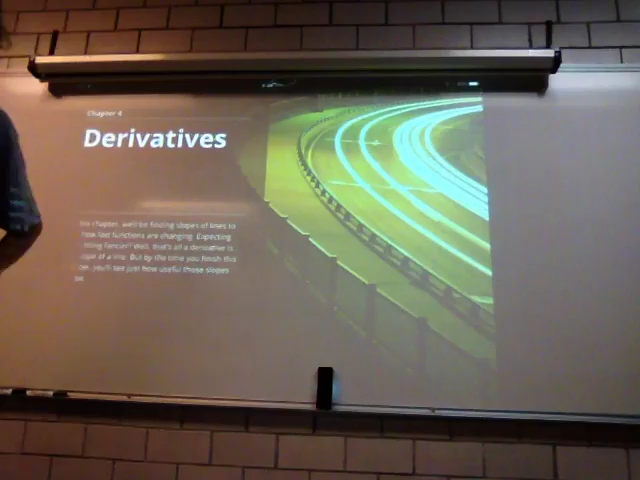 Chapter 4
Derivatives
chapter, we'll be finding slopes of lines to
how fast functions are changing. Expecting
thing fancier? Well, that's all a derivative is
of a line. But by the time you finish this
you'll see just how useful those slopes